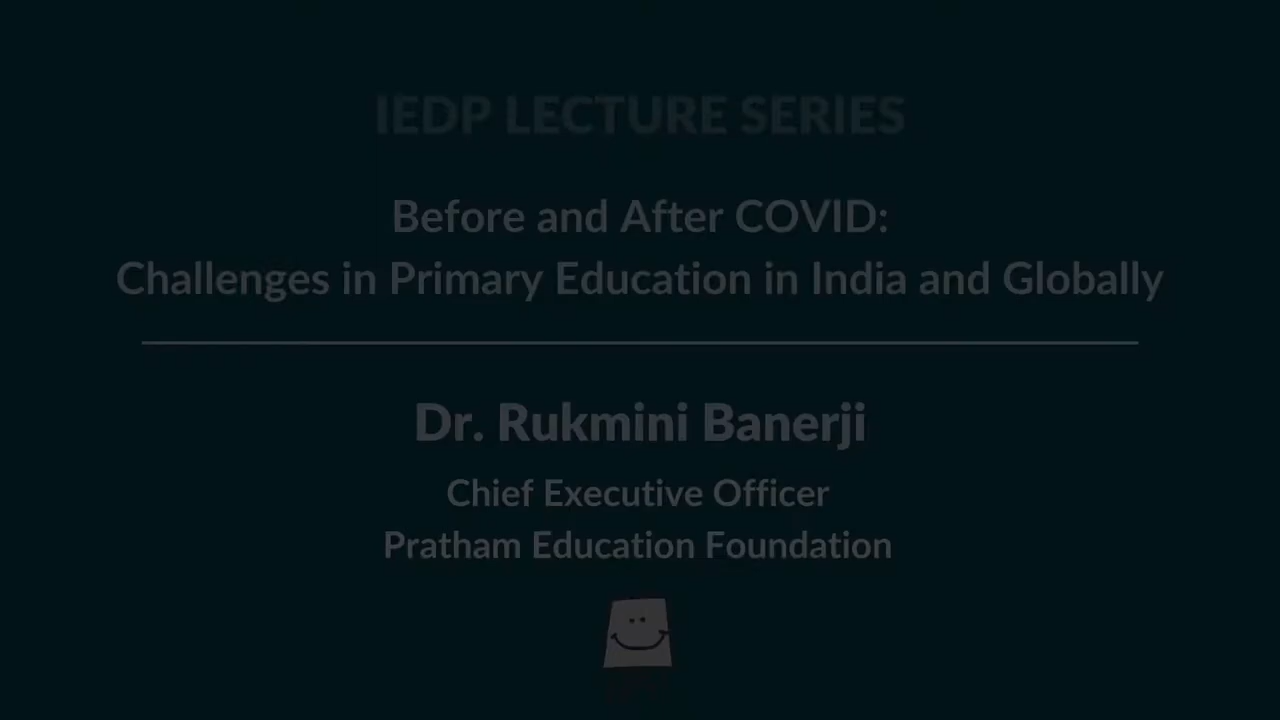 IEDP LECTURE SERIES
Before and After COVID:
Challenges in Primary Education in India and Globally
Dr. Rukmini Banerji
Chief Executive Officer
Pratham Education Foundation